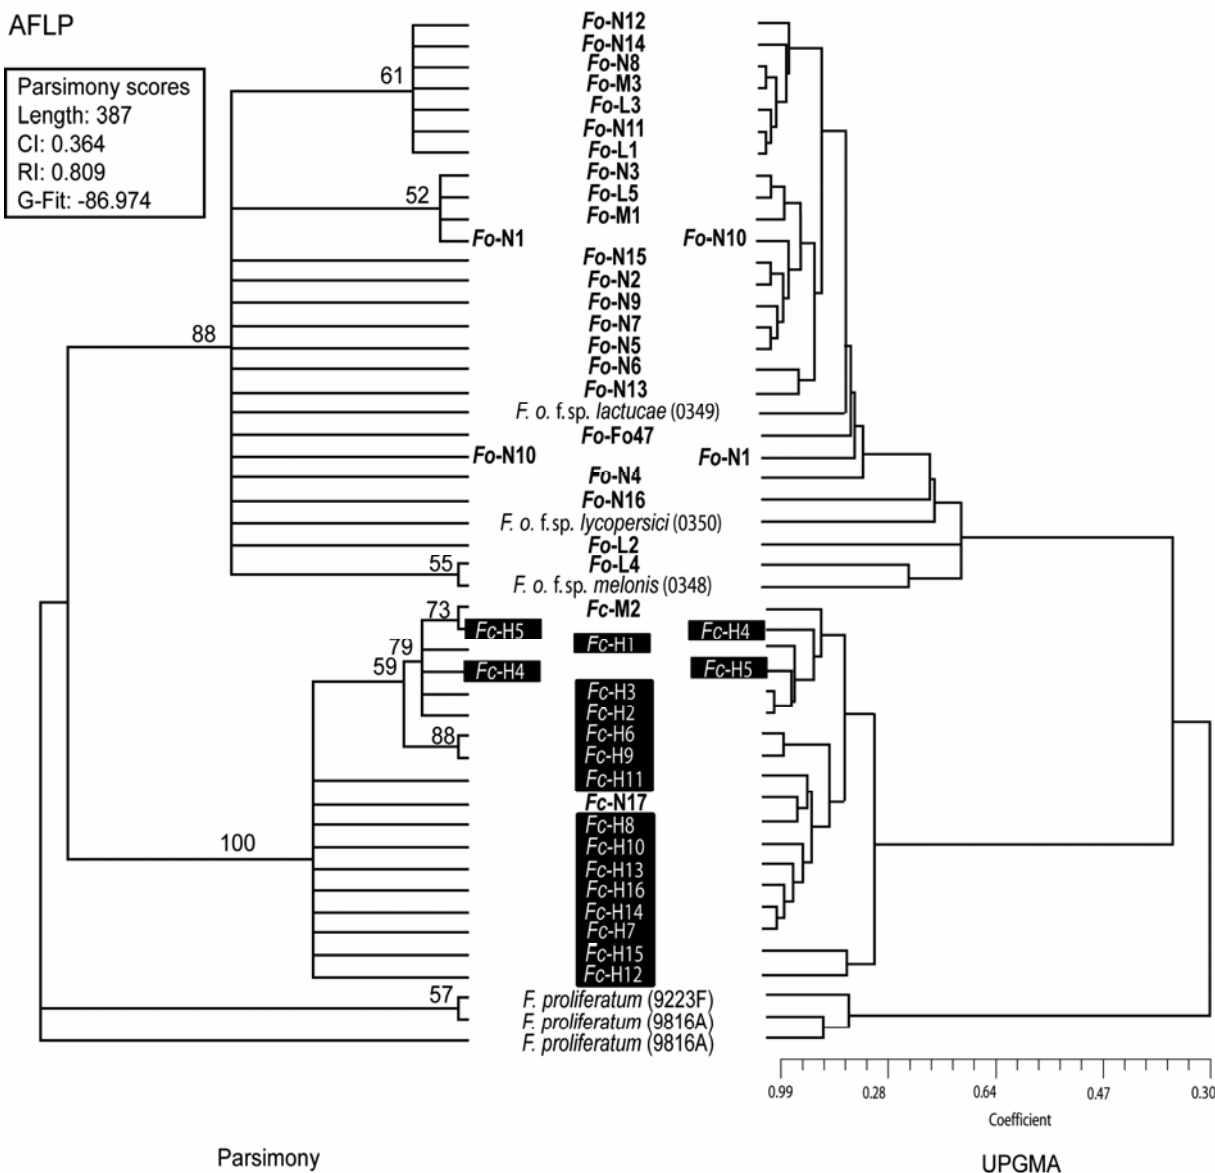 AFLP
Parsimony scores
Length: 387
CI: 0.364
RI: 0.809
G-Fit: -86.974
61
52
88
55
73
79
59
88
100
57
Fo-N12
Fo-N14
Fo-N8
Fo-M3
Fo-L3
Fo-N11
Fo-L1
Fo-N3
Fo-L5
Fo-M1
Fo-N1 Fo-N10
Fo-N15
Fo-N2
Fo-N9
Fo-N7
Fo-N5
Fo-N6
Fo-N13
F. o. f.sp. lactucae (0349)
Fo-Fo47
Fo-N10 Fo-N1
Fo-N4
Fo-N16
F. o. f.sp. lycopersici (0350)
Fo-L2
Fo-L4
F. o. f.sp. melonis (0348)
Fc-M2
Fc-H5 Fc-H4
Fc-H1
Fc-H4 Fc-H5
Fc-H3
Fc-H2
Fc-H6
Fc-H9
Fc-H11
Fc-N17
Fc-H8
Fc-H10
Fc-H13
Fc-H16
Fc-H14
Fc-H7
Fc-H15
Fc-H12
F. proliferatum (9223F)
F. proliferatum (9816A)
F. proliferatum (9816A)
0.99 0.28 0.64 0.47 0.30
Coefficient
Parsimony
UPGMA